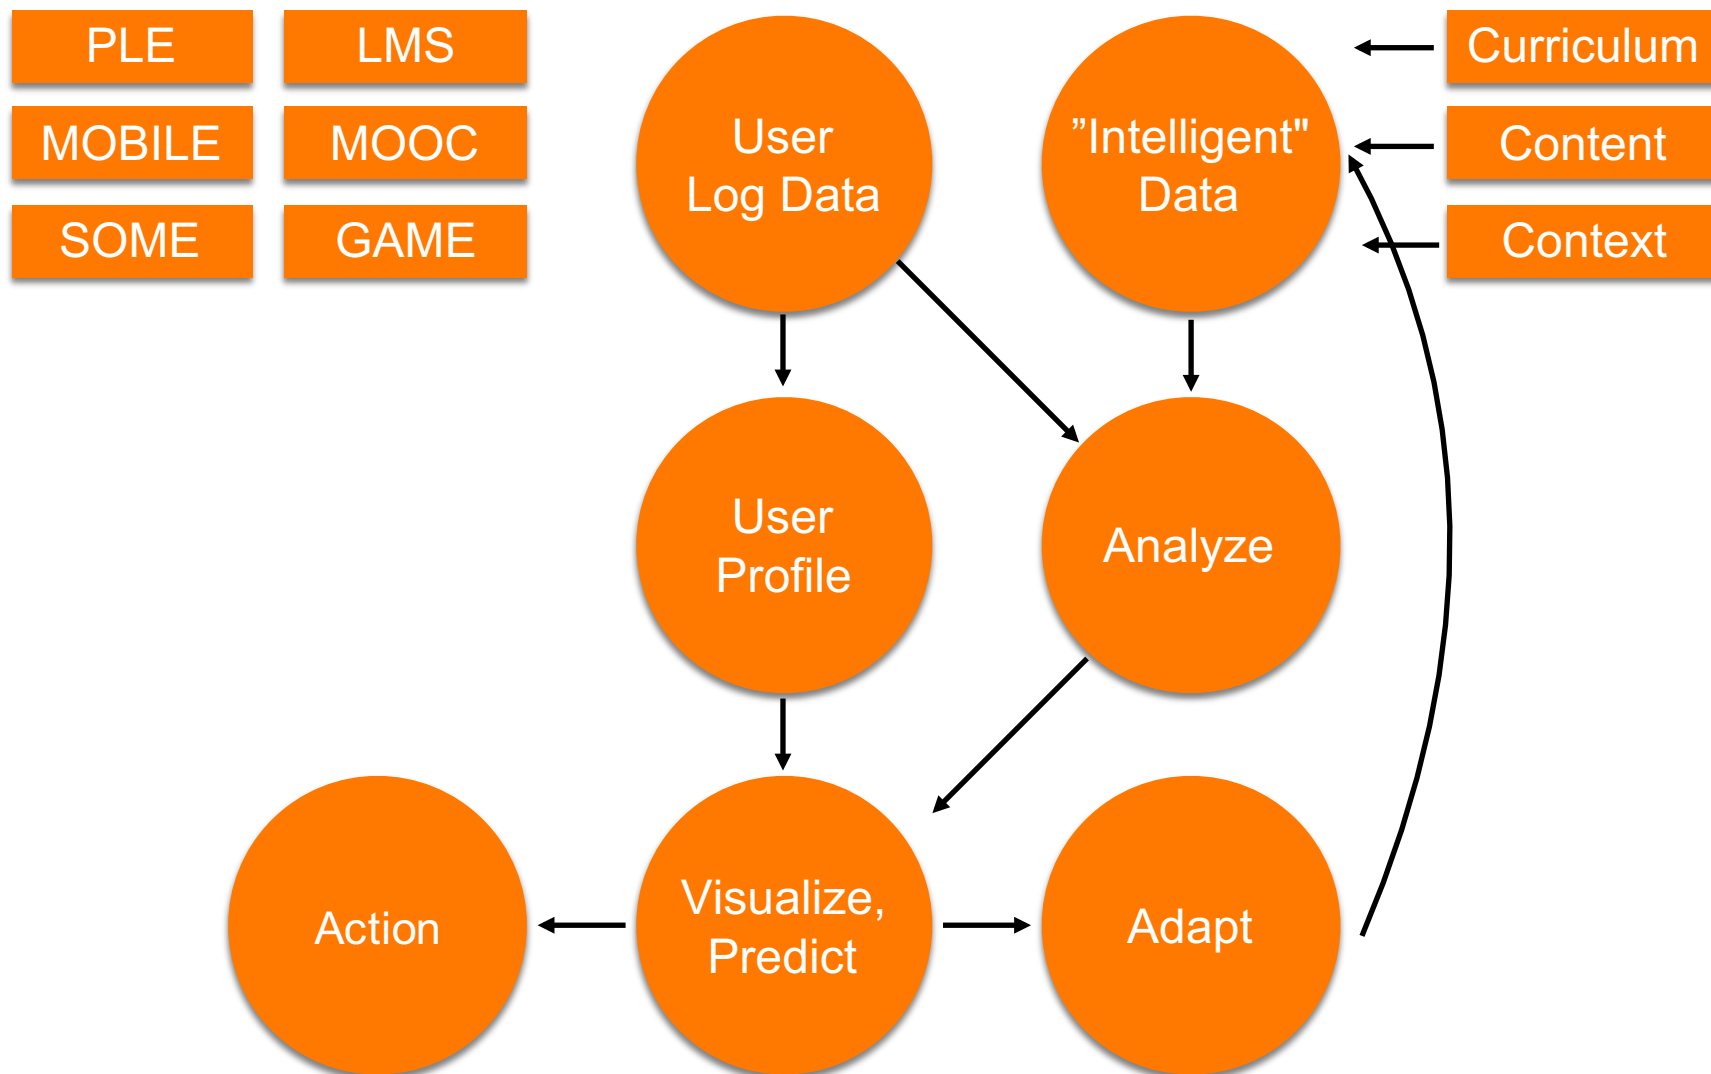 PLE
LMS
MOBILE
MOOC
SOME
GAME
User
Log Data
”Intelligent"
Data
Curriculum
Content
Context
User
Profile
Analyze
Action
Visualize,
Predict
Adapt